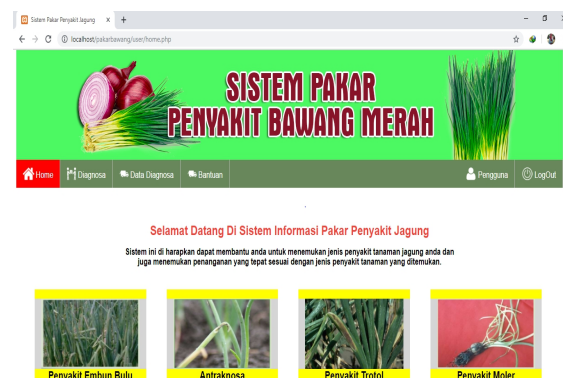 Sistem Pakar Penyakit Jagung
localhost/pakarbawang/user/home.php
SISTEM PAKAR
PENYAKIT BAWANG MERAH
Home Diagnosa Data Diagnosa Bantuan Pengguna LogOut
Selamat Datang Di Sistem Informasi Pakar Penyakit Jagung
Sistem ini di harapkan dapat membantu anda untuk menemukan jenis penyakit tanaman jagung anda dan
juga menemukan penanganan yang tepat sesuai dengan jenis penyakit tanaman yang ditemukan.
Penyakit Embun Bulu Antraknosa Penyakit Trotol Penyakit Moler